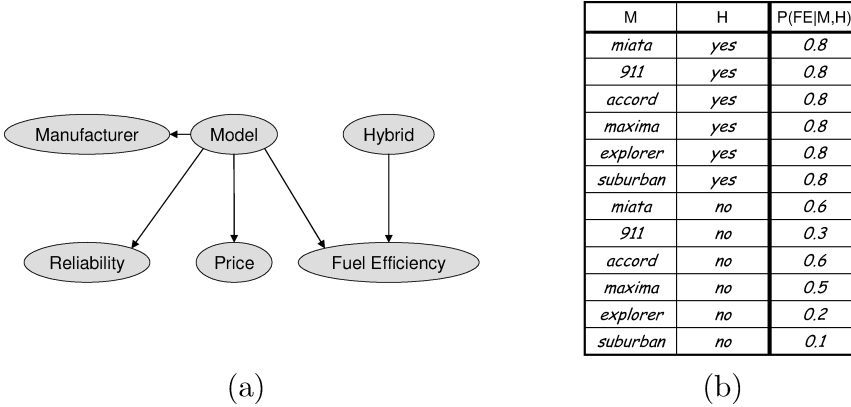 Manufacturer Model Hybrid
Reliability Price Fuel Efficiency
(a)
M H P(FE|M,H)
miata yes 0.8
911 yes 0.8
accord yes 0.8
maxima yes 0.8
explorer yes 0.8
suburban yes 0.8
miata no 0.6
911 no 0.3
accord no 0.6
maxima no 0.5
explorer no 0.2
suburban no 0.1
(b)